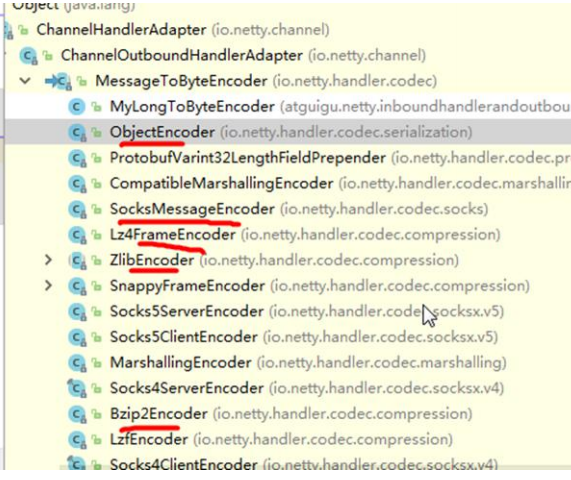 Object (java.lang)
ChannelHandlerAdapter (io.netty.channel)
ChannelOutboundHandlerAdapter (io.netty.channel)
MessageToByteEncoder (io.netty.handler.codec)
MyLongToByteEncoder (atguigu.netty.inboundhandlerandoutbou
ObjectEncoder (io.netty.handler.codec.serialization)
ProtobufVarint32LengthFieldPrepender (io.netty.handler.codec.pr
CompatibleMarshallingEncoder (io.netty.handler.codec.marshallin
SocksMessageEncoder (io.netty.handler.codec.socks)
Lz4FrameEncoder (io.netty.handler.codec.compression)
ZlibEncoder (io.netty.handler.codec.compression)
SnappyFrameEncoder (io.netty.handler.codec.compression)
Socks5ServerEncoder (io.netty.handler.codec.socksx.v5)
Socks5ClientEncoder (io.netty.handler.codec.socksx.v5)
MarshallingEncoder (io.netty.handler.codec.marshalling)
Socks4ServerEncoder (io.netty.handler.codec.socksx.v4)
Bzip2Encoder (io.netty.handler.codec.compression)
LzfEncoder (io.netty.handler.codec.compression)
Socks4ClientEncoder (io.netty.handler.codec.socksx.v4)